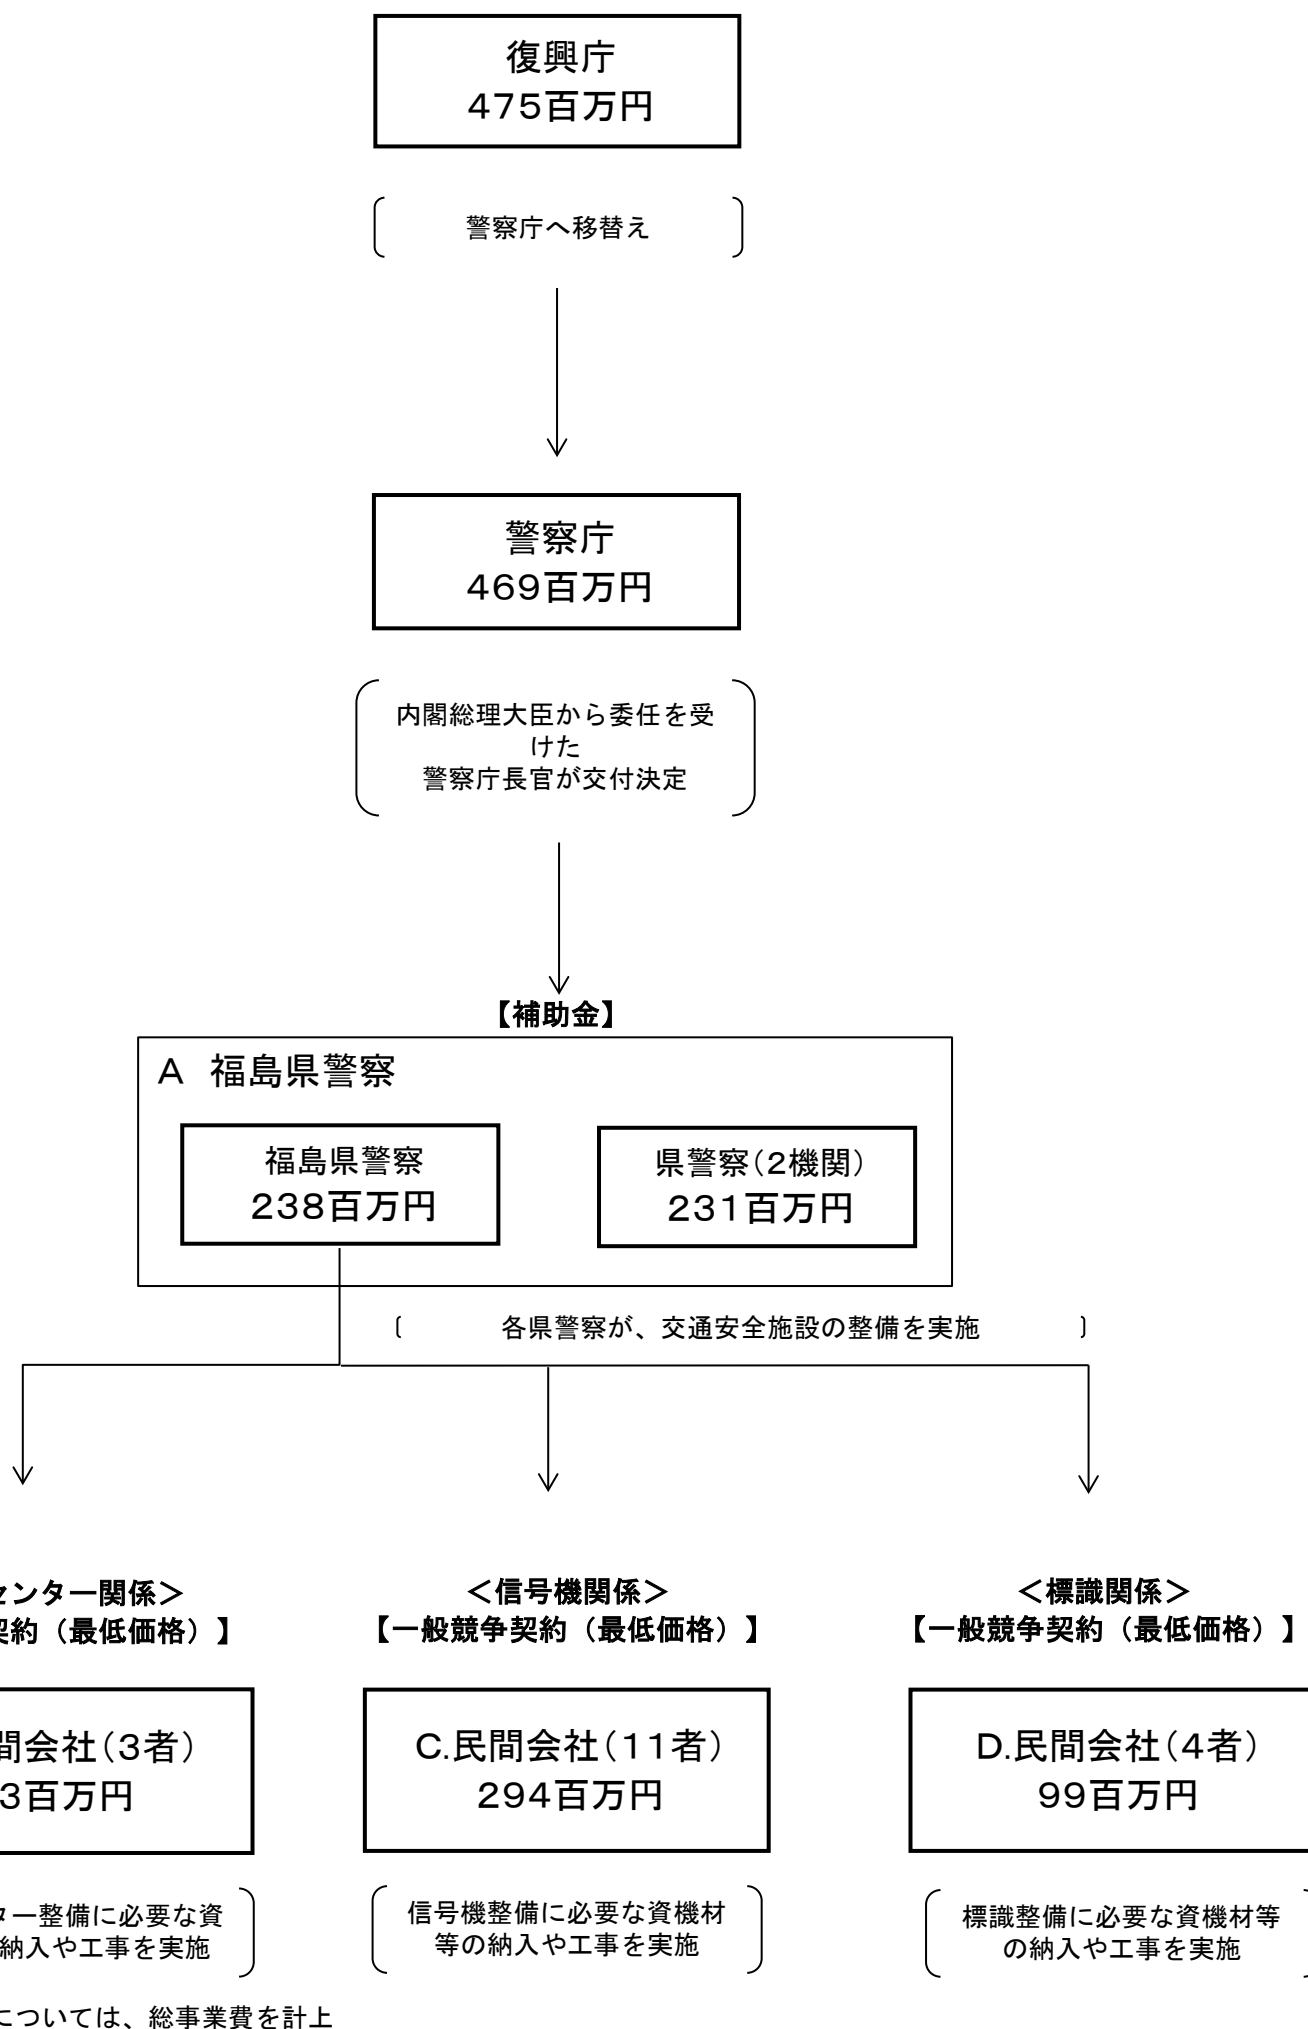 復興庁
475百万円
警察庁へ移替え
警察庁
469百万円
内閣総理大臣から委任を受
けた
警察庁長官が交付決定
【補助金】
A 福島県警察
福島県警察
238百万円
県警察(2機関)
231百万円
各県警察が、交通安全施設の整備を実施
センター関係＞
契約（最低価格）】
間会社(3者)
3百万円
ター整備に必要な資
納入や工事を実施
＜信号機関係＞
【一般競争契約（最低価格）】
C.民間会社(11者)
294百万円
信号機整備に必要な資機材
等の納入や工事を実施
＜標識関係＞
【一般競争契約（最低価格）】
D.民間会社(4者)
99百万円
標識整備に必要な資機材等
の納入や工事を実施
については、総事業費を計上